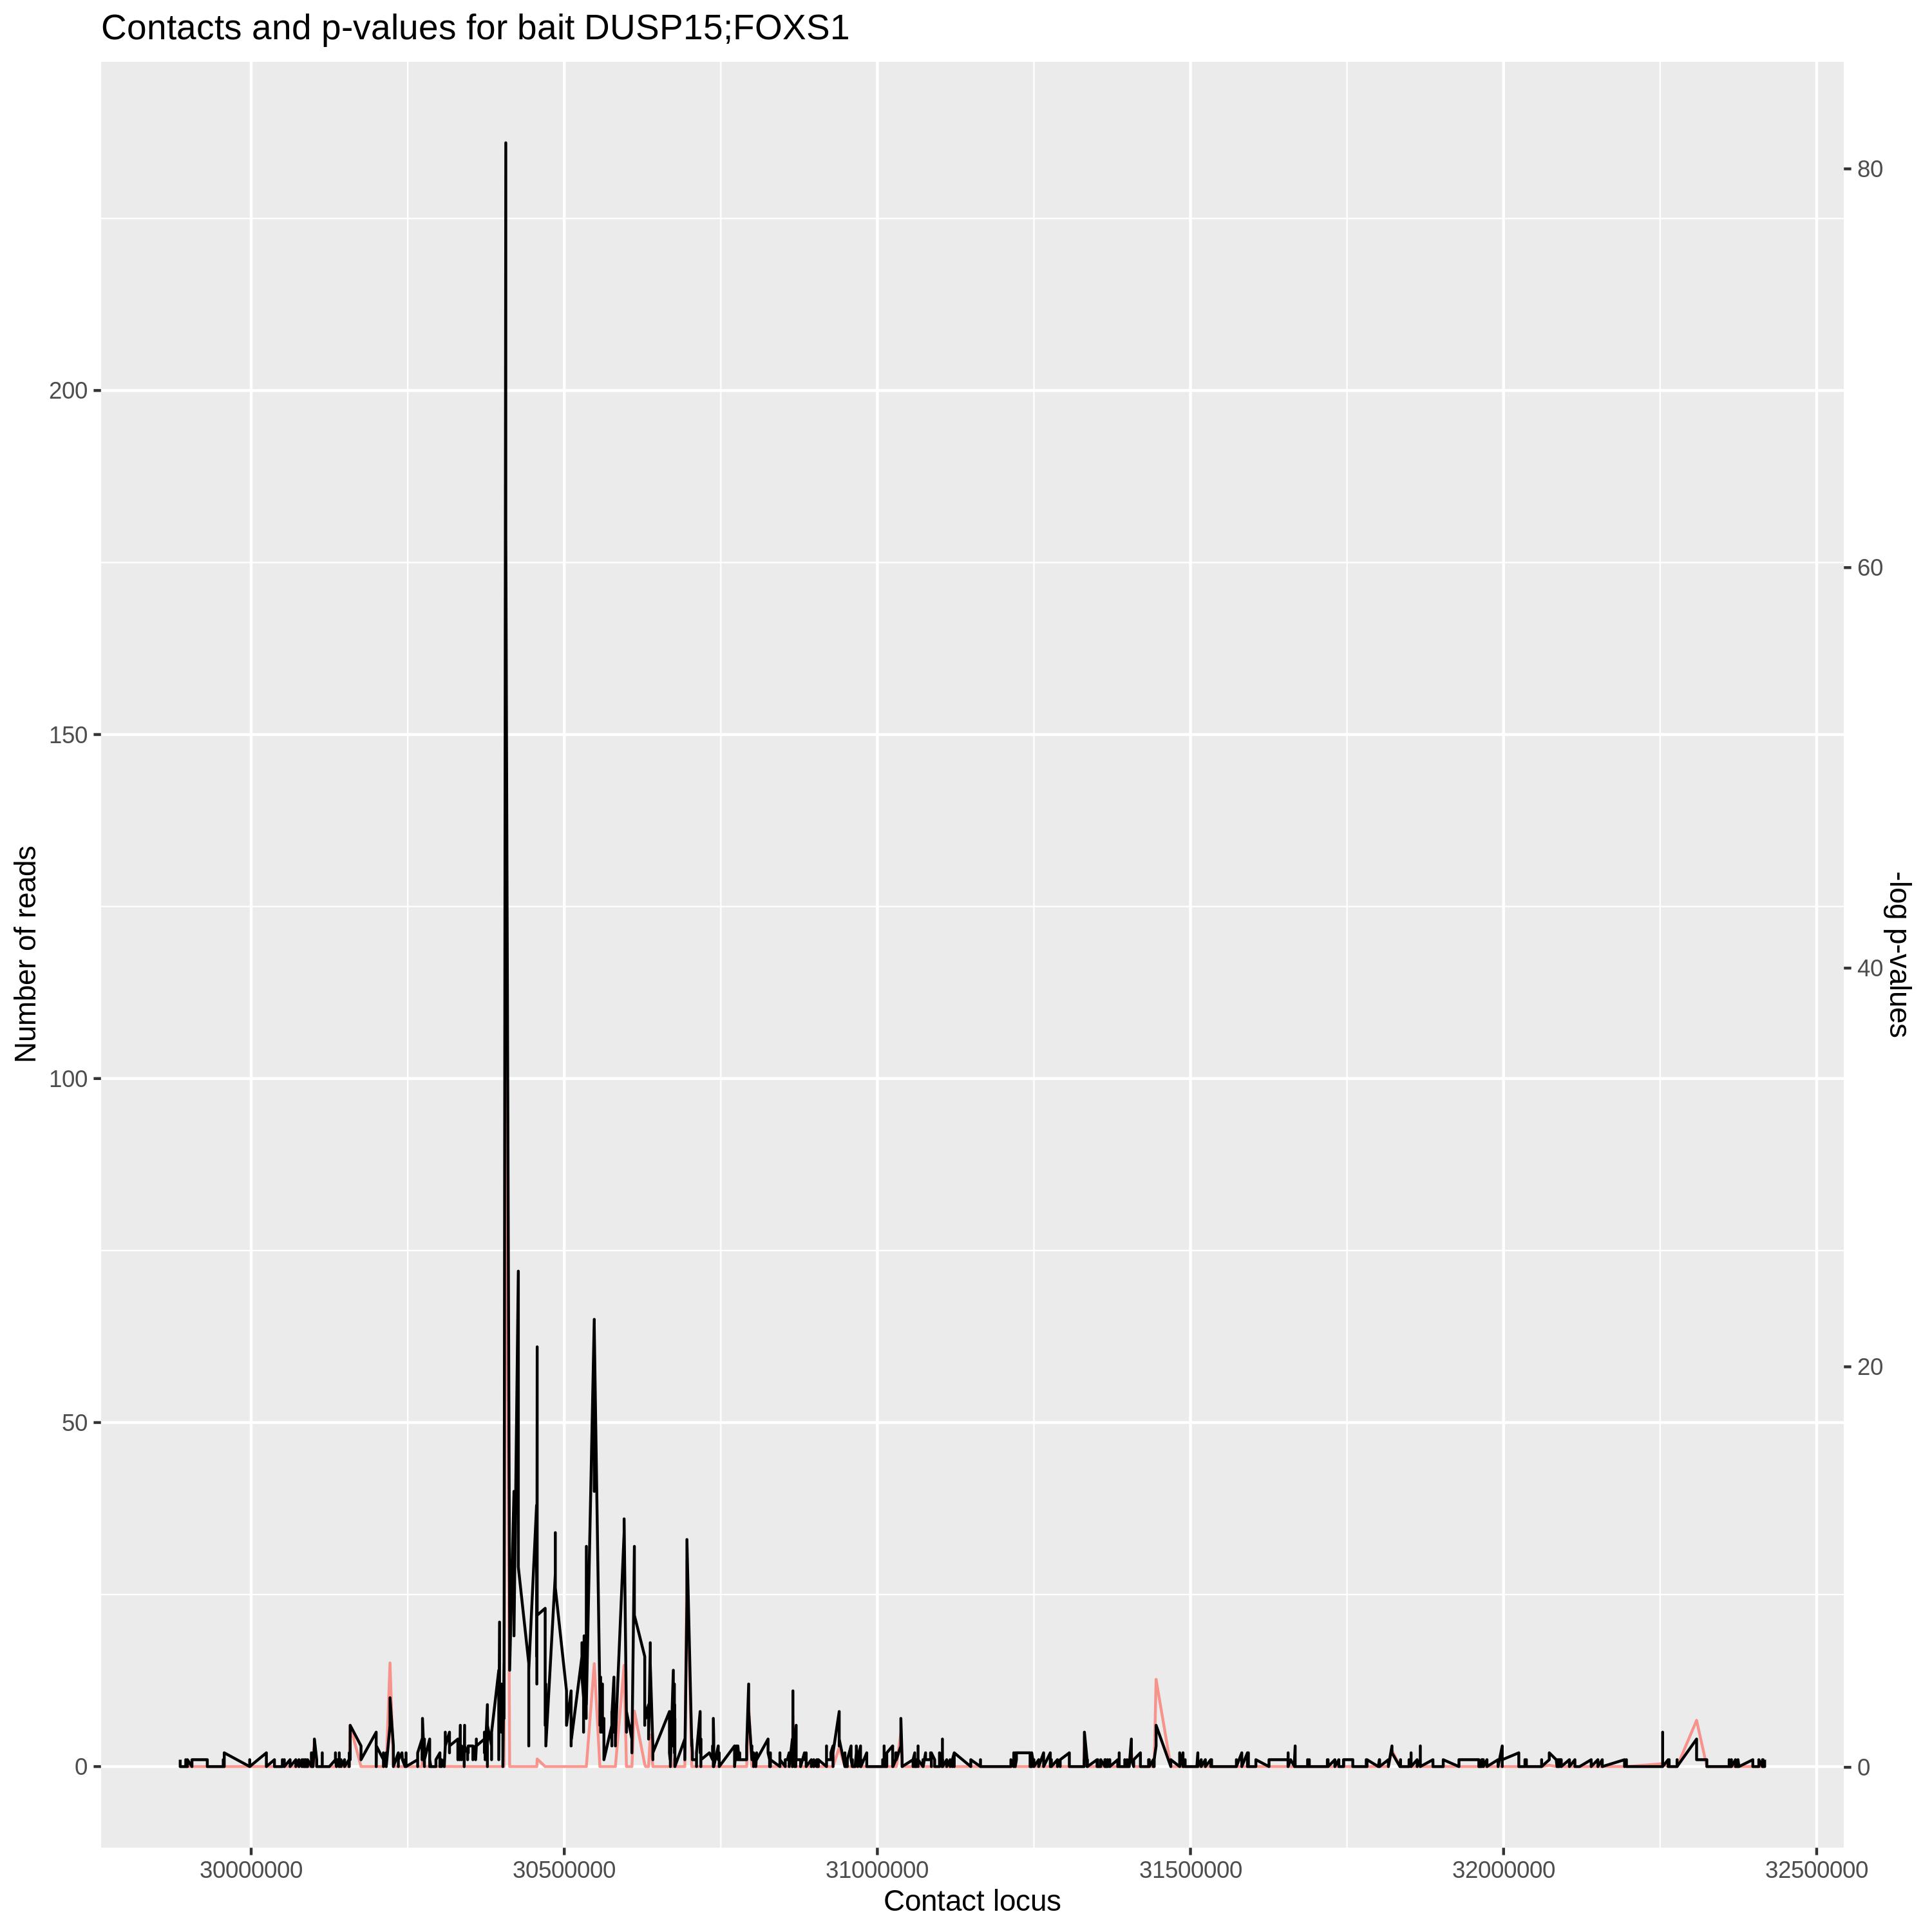 Contacts and p-values for bait DUSP15;FOXS1
Number of reads
200
150
100
50
0
80
60
40
20
0
-log p-values
30000000 30500000 31000000 31500000 32000000 32500000
Contact locus